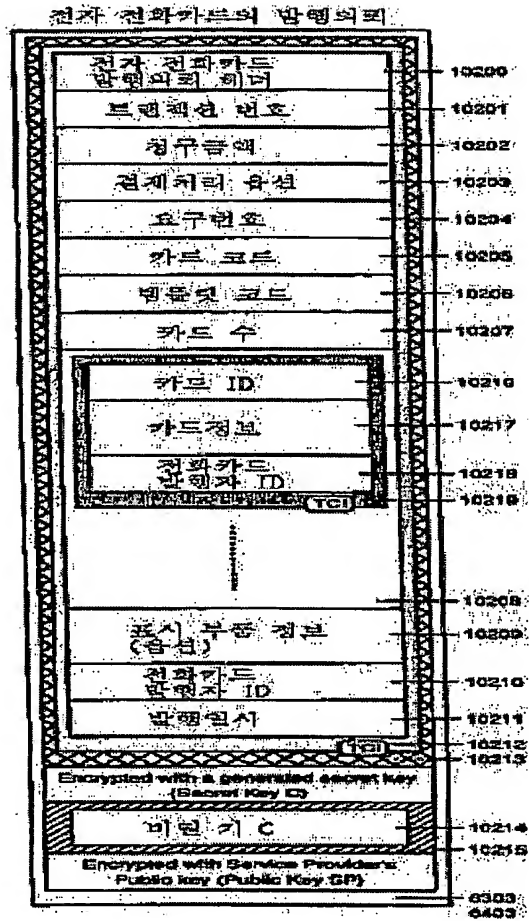 전자 전화카드의 발행의뢰
전자 전화카드
발행의뢰 헤더
10200
트랜잭션 번호
10201
청구금액
10202
결제처리 옵션
10203
요구번호
10204
카드 코드
10205
템플릿 코드
10206
카드 수
10207
카드 ID
10216
카드정보
10217
전화카드
발행자 ID
10218
TCI
10219
10208
표시 부품 정보
(옵션)
10209
전화카드
발행자 ID
10210
발행일시
10211
TCI
10212
10213
Encrypted with a generated secret key
(Secret Key C)
비밀 키 C
10214
10215
Encrypted with Service Provider's
Public key (Public Key SP)
0303
0403